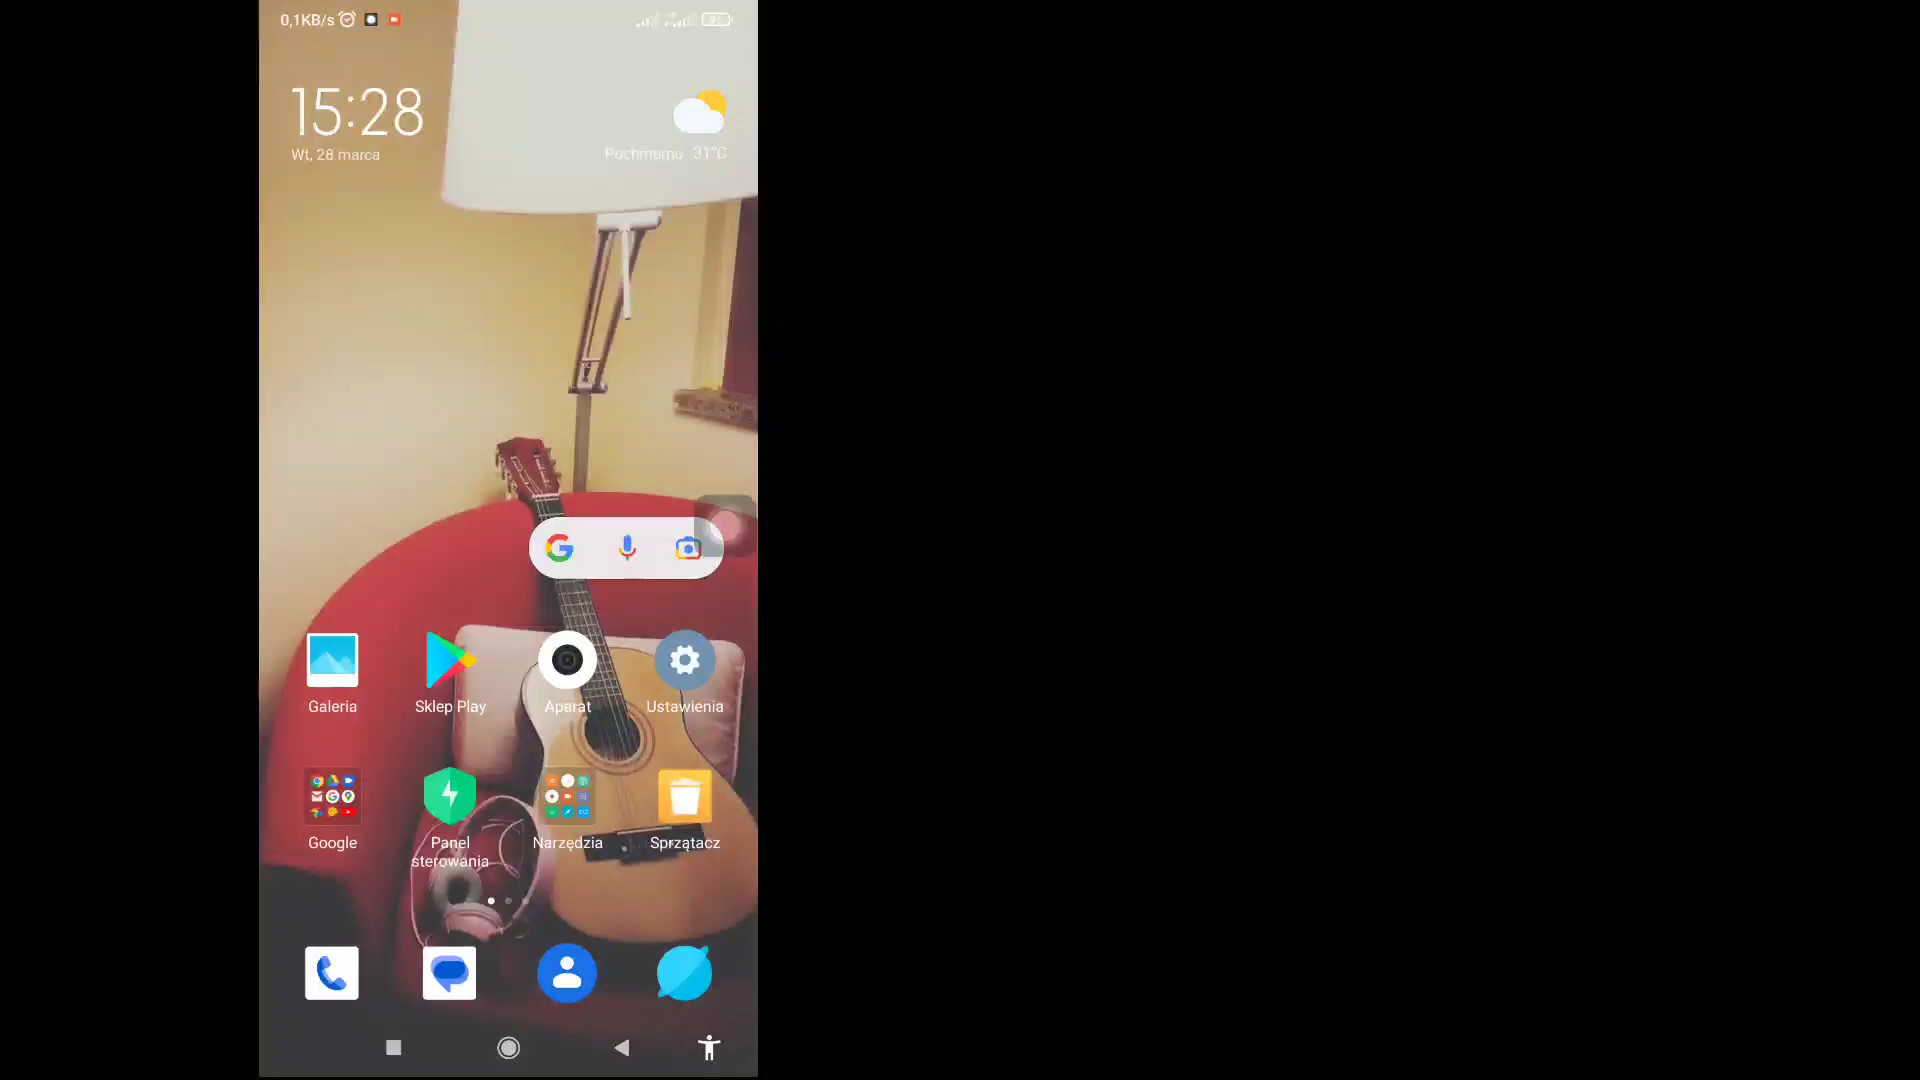 0,1KB/s
15:28
Wt, 28 marca
Pochmurno 31°C
Galeria
Sklep Play
Aparat
Ustawienia
Google
Panel
sterowania
Narzędzia
Sprzątacz